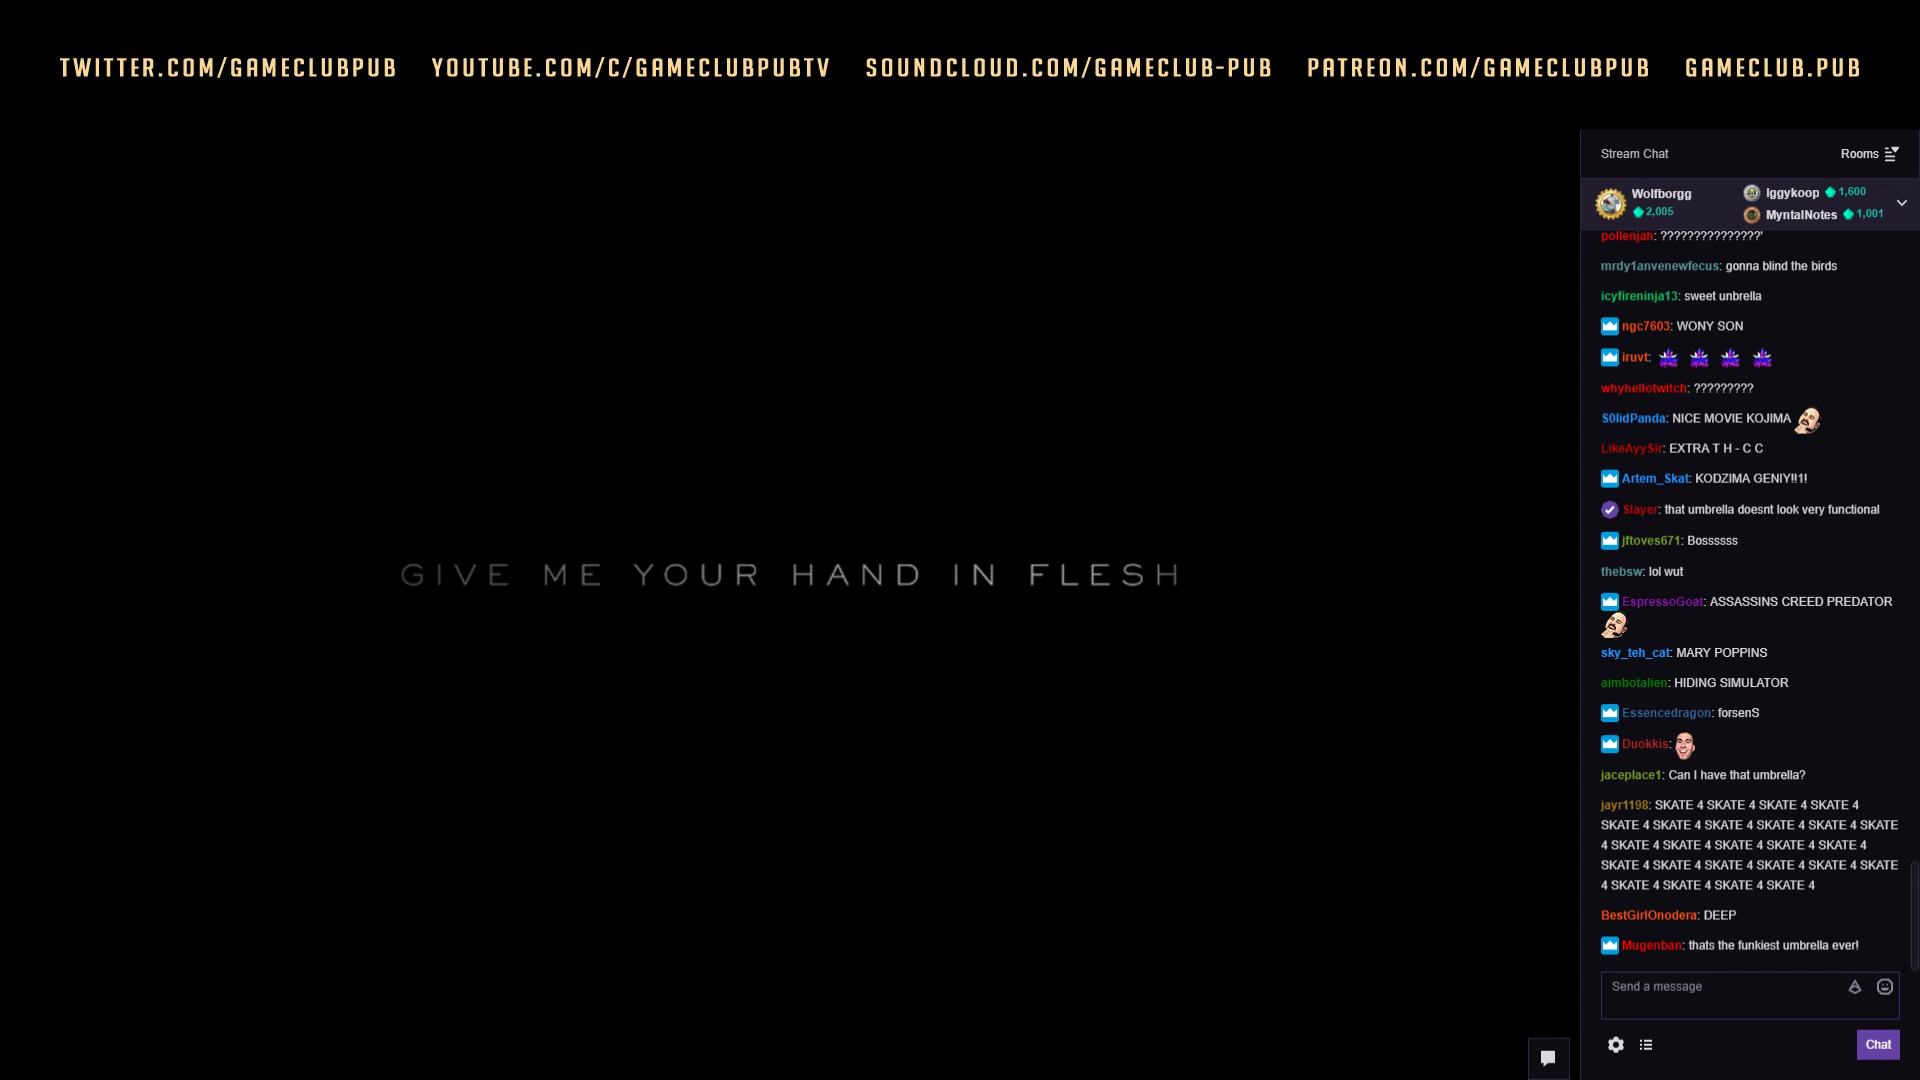 TWITTER.COM/GAMECLUBPUB YOUTUBE.COM/C/GAMECLUBPUBTV SOUNDCLOUD.COM/GAMECLUB-PUB PATREON.COM/GAMECLUBPUB GAMECLUB.PUB
GIVE ME YOUR HAND IN FLESH
Stream Chat Rooms
Wolfborgg
2,005
Iggykoop 1,600
MyntalNotes 1,001
pollenjah: ???????????????'
mrdy1anvenewfecus: gonna blind the birds
icyfireninja13: sweet unbrella
ngc7603: WONY SON
iruvt:
whyhellotwitch: ?????????
S0lidPanda: NICE MOVIE KOJIMA
LikeAyySir: EXTRA T H - C C
Artem_Skat: KODZIMA GENIY!!1!
Slayer: that umbrella doesnt look very functional
jftoves671: Bossssss
thebsw: lol wut
EspressoGoat: ASSASSINS CREED PREDATOR
sky_teh_cat: MARY POPPINS
aimbotalien: HIDING SIMULATOR
Essencedragon: forsenS
Duokkis:
jaceplace1: Can I have that umbrella?
jayr1198: SKATE 4 SKATE 4 SKATE 4 SKATE 4
SKATE 4 SKATE 4 SKATE 4 SKATE 4 SKATE 4 SKATE
4 SKATE 4 SKATE 4 SKATE 4 SKATE 4 SKATE 4
SKATE 4 SKATE 4 SKATE 4 SKATE 4 SKATE 4 SKATE
4 SKATE 4 SKATE 4 SKATE 4 SKATE 4
BestGirlOnodera: DEEP
Mugenban: thats the funkiest umbrella ever!
Send a message
Chat